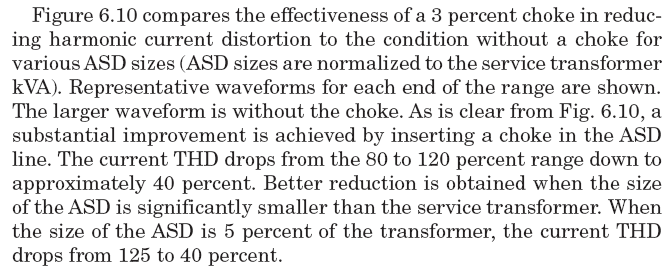 Figure 6.10 compares the effectiveness of a 3 percent choke in reduc-
ing harmonic current distortion to the condition without a choke for
various ASD sizes (ASD sizes are normalized to the service transformer
kVA). Representative waveforms for each end of the range are shown.
The larger waveform is without the choke. As is clear from Fig. 6.10, a
substantial improvement is achieved by inserting a choke in the ASD
line. The current THD drops from the 80 to 120 percent range down to
approximately 40 percent. Better reduction is obtained when the size
of the ASD is significantly smaller than the service transformer. When
the size of the ASD is 5 percent of the transformer, the current THD
drops from 125 to 40 percent.